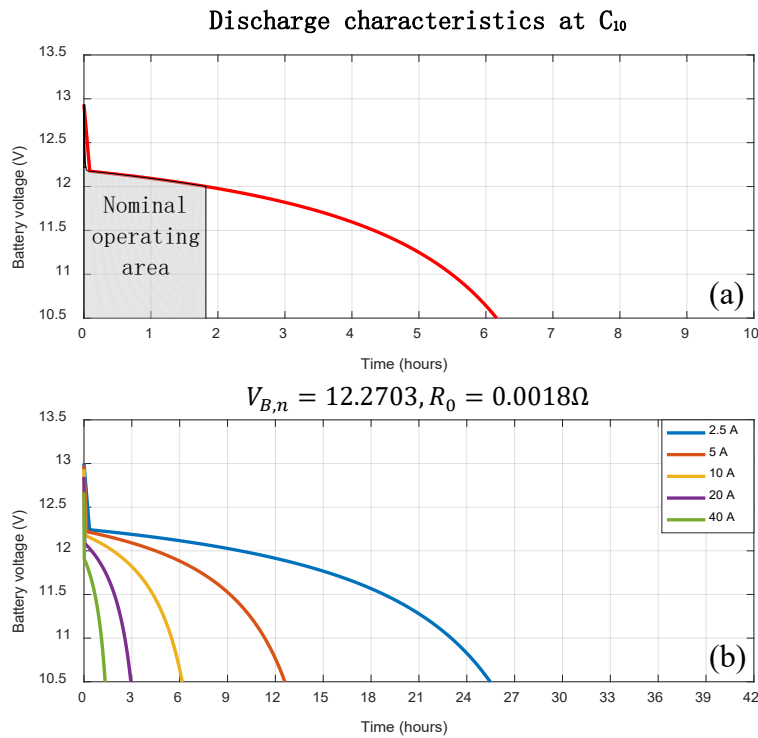 Discharge characteristics at C₁₀
13.5
13
12.5
12
11.5
11
10.5
Battery voltage (V)
Nominal
operating
area
(a)
0 1 2 3 4 5 6 7 8 9 10
Time (hours)
V_{B,n} = 12.2703, R₀ = 0.0018Ω
13.5
13
12.5
12
11.5
11
10.5
Battery voltage (V)
2.5 A
5 A
10 A
20 A
40 A
(b)
0 3 6 9 12 15 18 21 24 27 30 33 36 39 42
Time (hours)